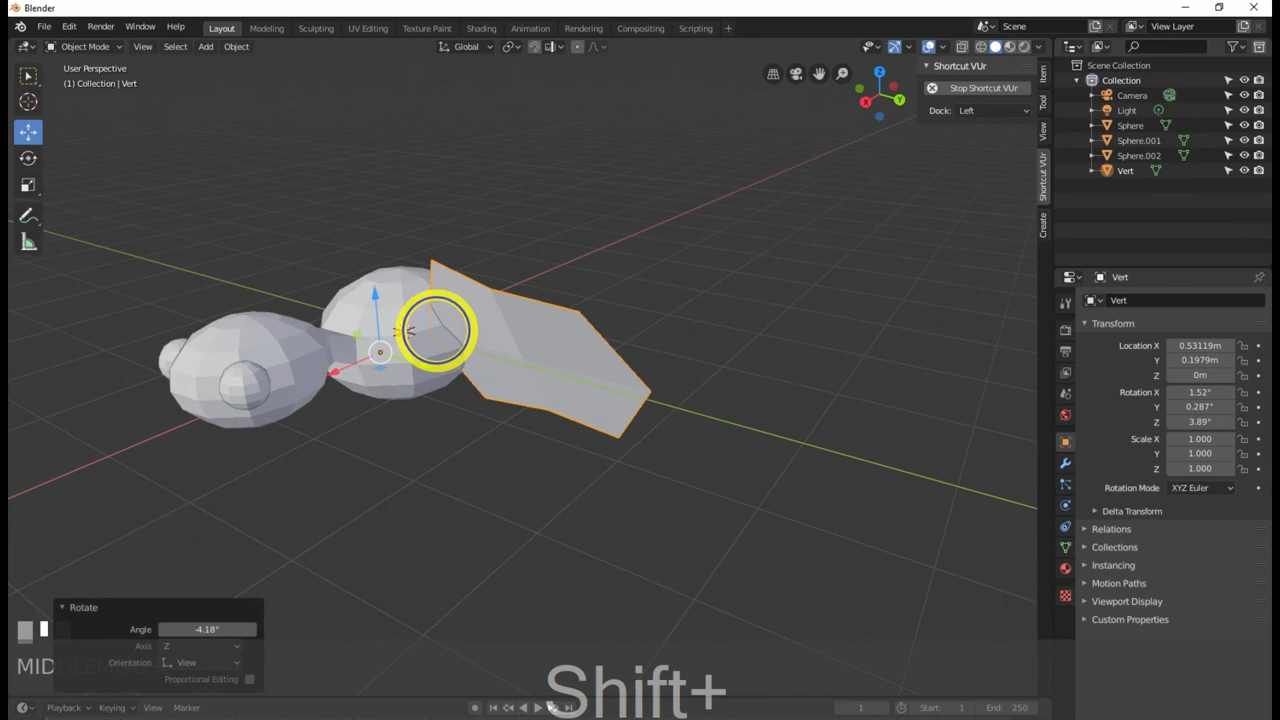 Blender
File Edit Render Window Help
Layout Modeling Sculpting UV Editing Texture Paint Shading Animation Rendering Compositing Scripting +
Scene
View Layer
Object Mode View Select Add Object
Global
User Perspective
(1) Collection | Vert
Z
X
Y
Shortcut VUr
Stop Shortcut VUr
Dock: Left
Item
Tool
View
Shortcut VUr
Create
Scene Collection
Collection
Camera
Light
Sphere
Sphere.001
Sphere.002
Vert
Vert
Vert
Transform
Location X 0.53119m
Y 0.1979m
Z 0m
Rotation X 1.52°
Y 0.287°
Z 3.89°
Scale X 1.000
Y 1.000
Z 1.000
Rotation Mode XYZ Euler
Delta Transform
Relations
Collections
Instancing
Motion Paths
Viewport Display
Custom Properties
Rotate
Angle -4.18°
Axis Z
Orientation View
Proportional Editing
Shift+
Playback Keying View Marker
1
Start: 1
End: 250